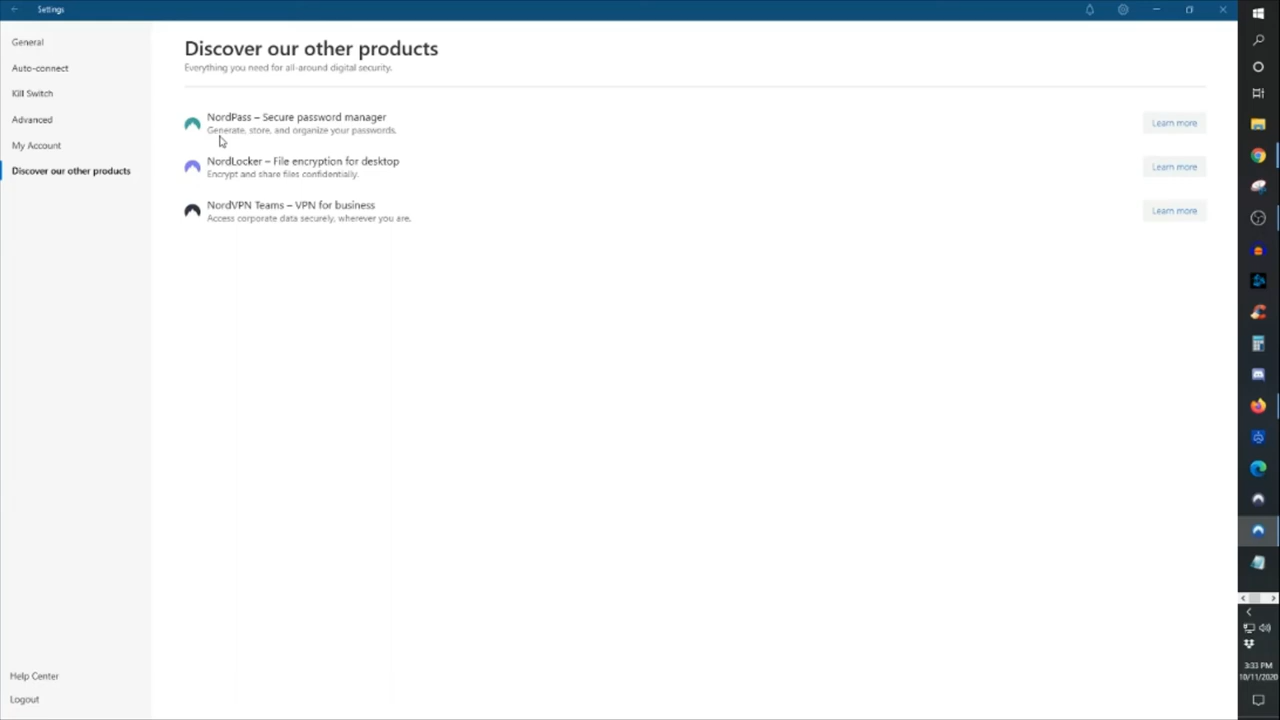 Settings
General
Auto-connect
Kill Switch
Advanced
My Account
Discover our other products
Help Center
Logout
Discover our other products
Everything you need for all-around digital security.
NordPass – Secure password manager
Generate, store, and organize your passwords.
Learn more
NordLocker – File encryption for desktop
Encrypt and share files confidentially.
Learn more
NordVPN Teams – VPN for business
Access corporate data securely, wherever you are.
Learn more
3:33 PM
10/11/2020